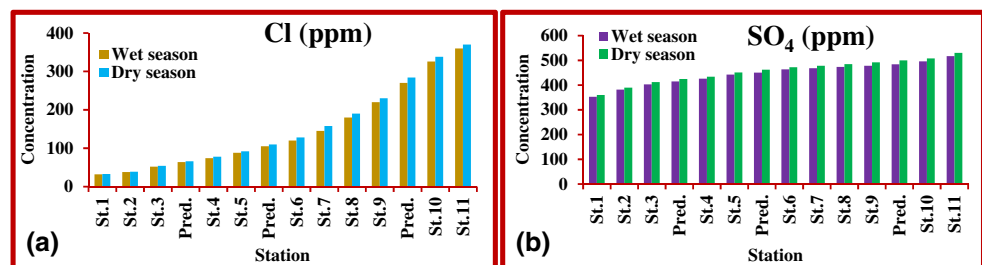 Cl (ppm)
Wet season
Dry season
400
300
200
100
0
Concentration
St.1 St.2 St.3 Pred. St.4 St.5 Pred. St.6 St.7 St.8 St.9 Pred. St.10 St.11
Station
(a)
SO4 (ppm)
Wet season
Dry season
600
500
400
300
200
100
0
Concentration
St.1 St.2 St.3 Pred. St.4 St.5 Pred. St.6 St.7 St.8 St.9 Pred. St.10 St.11
Station
(b)